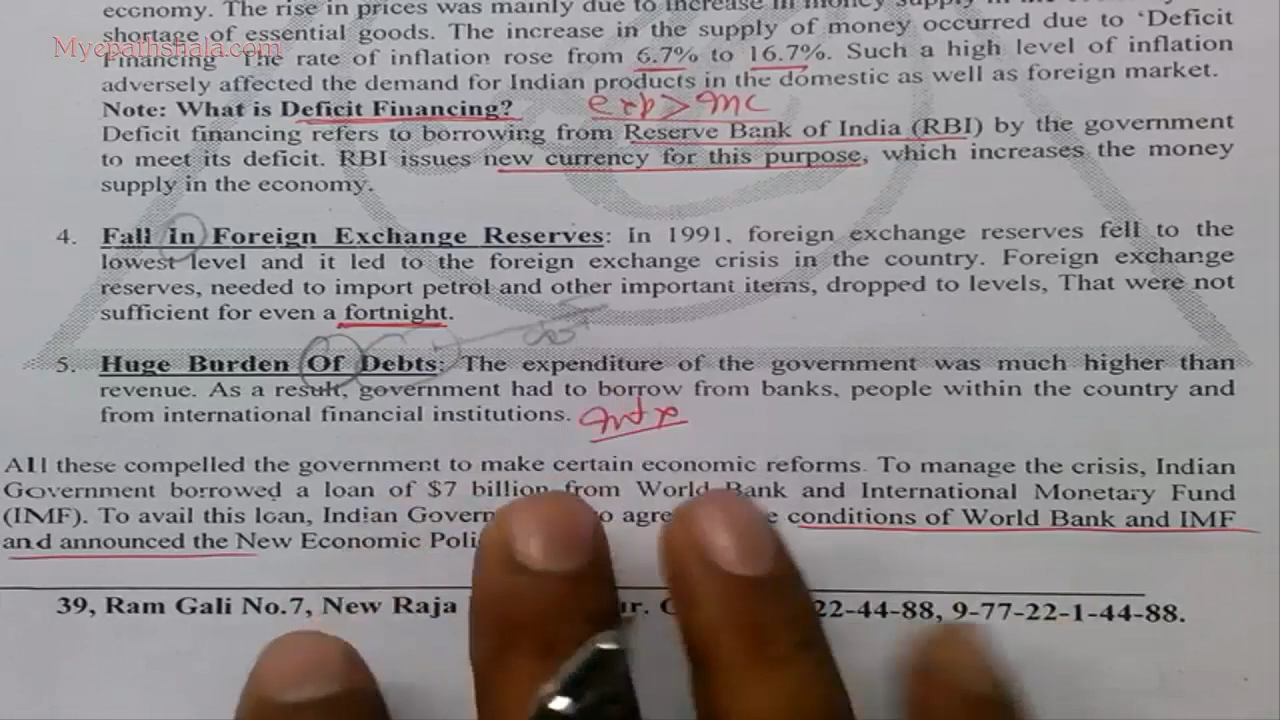 economy. The rise in prices was mainly due to increase in money supply in the
shortage of essential goods. The increase in the supply of money occurred due to ‘Deficit
Myepathshala.com
Financing’ The rate of inflation rose from 6.7% to 16.7%. Such a high level of inflation
adversely affected the demand for Indian products in the domestic as well as foreign market.
Note: What is Deficit Financing? exp > Inc
Deficit financing refers to borrowing from Reserve Bank of India (RBI) by the government
to meet its deficit. RBI issues new currency for this purpose, which increases the money
supply in the economy.
4. Fall In Foreign Exchange Reserves: In 1991, foreign exchange reserves fell to the
lowest level and it led to the foreign exchange crisis in the country. Foreign exchange
reserves, needed to import petrol and other important items, dropped to levels, That were not
sufficient for even a fortnight.
5. Huge Burden Of Debts: The expenditure of the government was much higher than
revenue. As a result, government had to borrow from banks, people within the country and
from international financial institutions.
All these compelled the government to make certain economic reforms. To manage the crisis, Indian
Government borrowed a loan of $7 billion from World Bank and International Monetary Fund
(IMF). To avail this loan, Indian conditions of World Bank and IMF
and announced the New Economic
39, Ram Gali No.7, New Raja 22-44-88, 9-77-22-1-44-88.